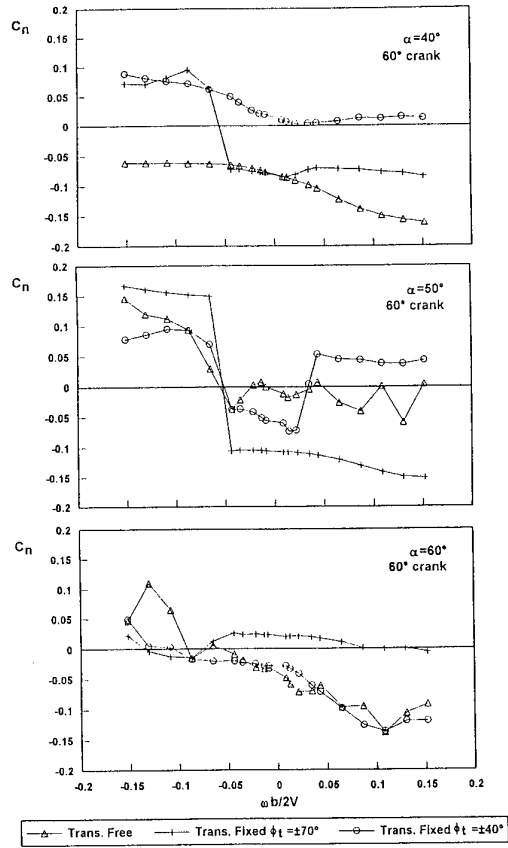 Cn
α=40°
60° crank
0.2
0.15
0.1
0.05
0
-0.05
-0.1
-0.15
-0.2
Cn
α=50°
60° crank
0.2
0.15
0.1
0.05
0
-0.05
-0.1
-0.15
-0.2
Cn
α=60°
60° crank
0.2
0.15
0.1
0.05
0
-0.05
-0.1
-0.15
-0.2
-0.2 -0.15 -0.1 -0.05 0 0.05 0.1 0.15 0.2
ωb/2V
Trans. Free Trans. Fixed ϕt =±70° Trans. Fixed ϕt =±40°